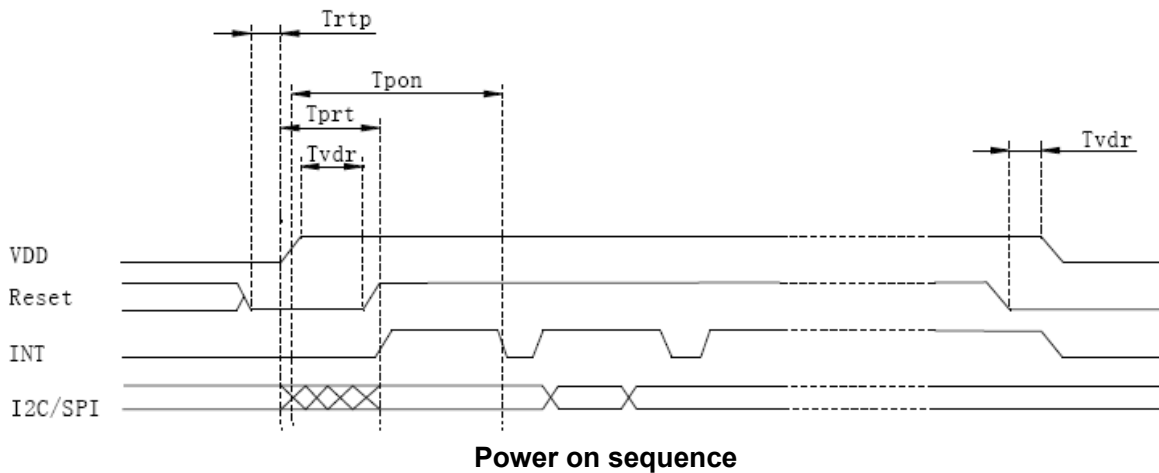 Trtp
Tpon
Tprt
Tvdr
Tvdr
VDD
Reset
INT
I2C/SPI
Power on sequence